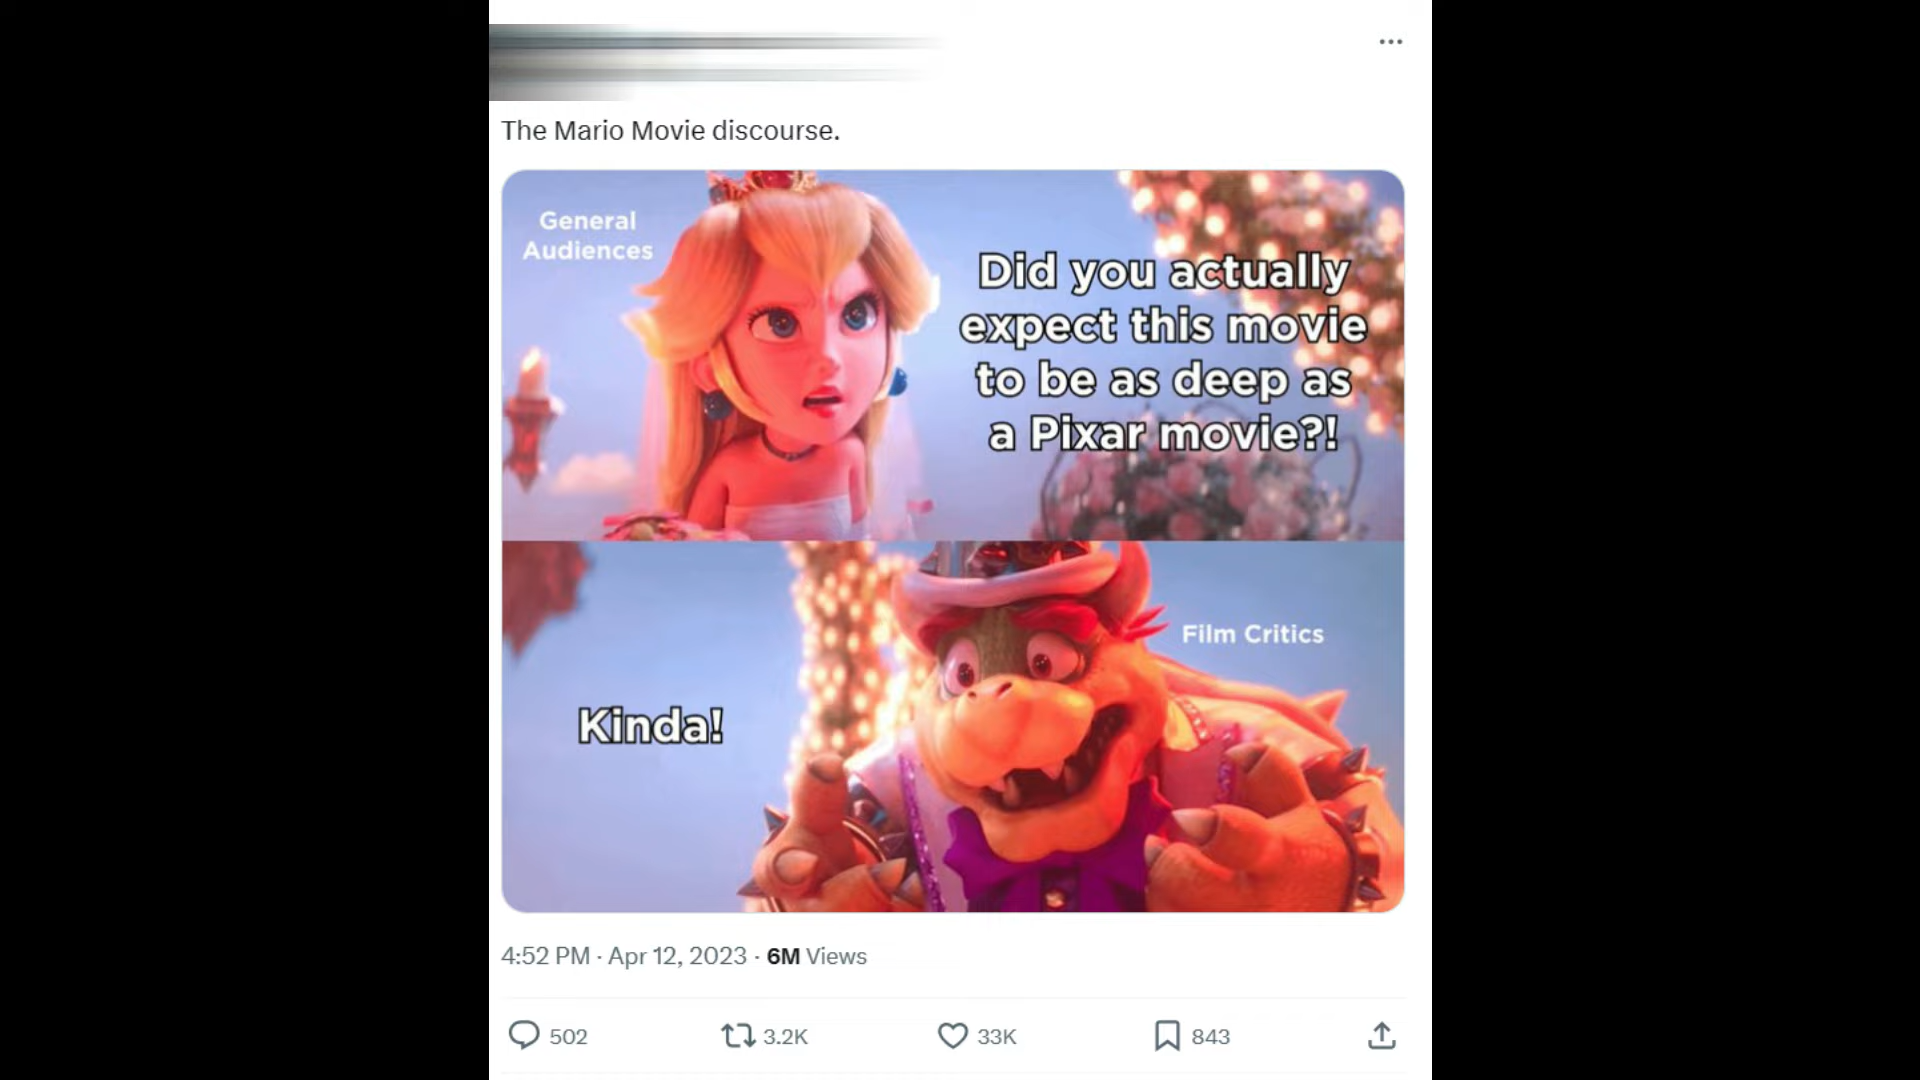 The Mario Movie discourse.
General
Audiences
Did you actually
expect this movie
to be as deep as
a Pixar movie?!
Film Critics
Kinda!
4:52 PM · Apr 12, 2023 · 6M Views
502 3.2K 33K 843